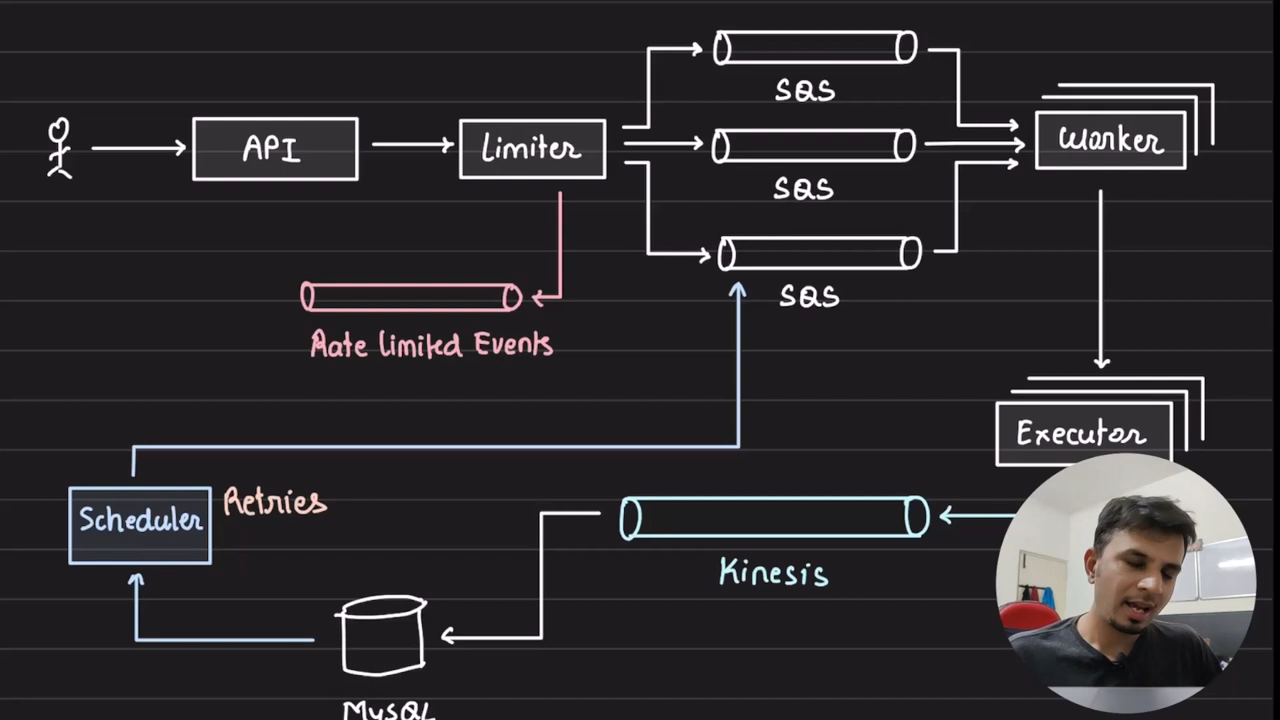 SQS
API
Limiter
SQS
Worker
SQS
Rate Limited Events
Executor
Scheduler
Retries
Kinesis
MySQL